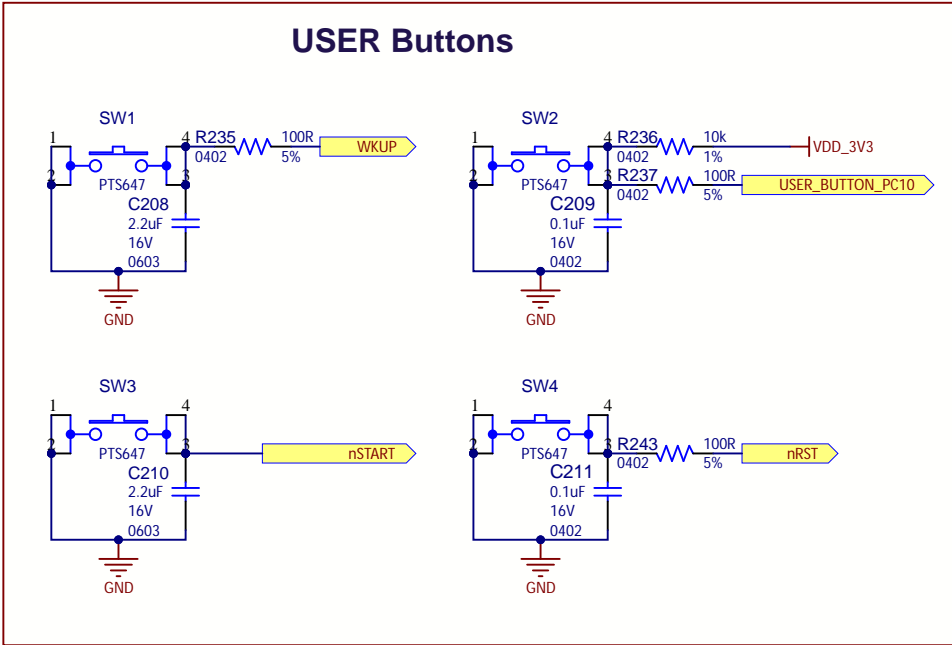 USER Buttons
SW1
1
4
R235
100R
WKUP
0402
5%
2
3
PTS647
C208
2.2uF
16V
0603
GND
SW2
1
4
R236
10k
VDD_3V3
0402
1%
2
3
R237
100R
USER_BUTTON_PC10
PTS647
0402
5%
C209
0.1uF
16V
0402
GND
SW3
1
4
2
3
nSTART
PTS647
C210
2.2uF
16V
0603
GND
SW4
1
4
2
3
R243
100R
nRST
PTS647
0402
5%
C211
0.1uF
16V
0402
GND